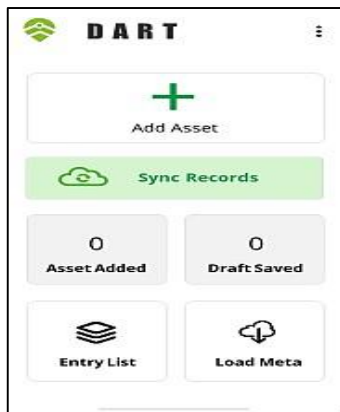 DART
Add Asset
Sync Records
0 0
Asset Added Draft Saved
Entry List Load Meta